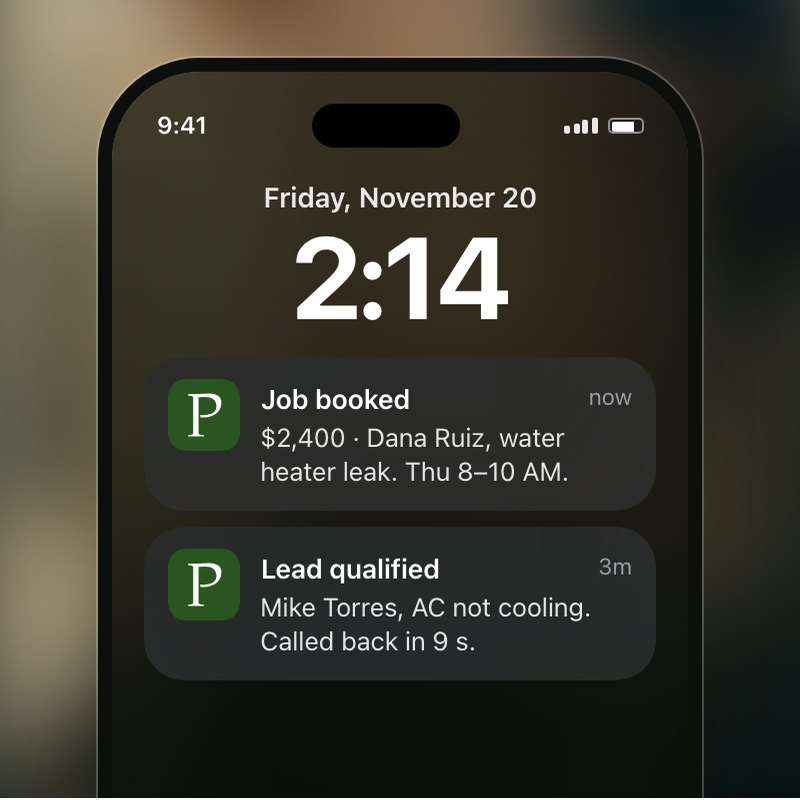 9:41
Friday, November 20
2:14
P
Job booked
now
$2,400 · Dana Ruiz, water
heater leak. Thu 8–10 AM.
P
Lead qualified
3m
Mike Torres, AC not cooling.
Called back in 9 s.